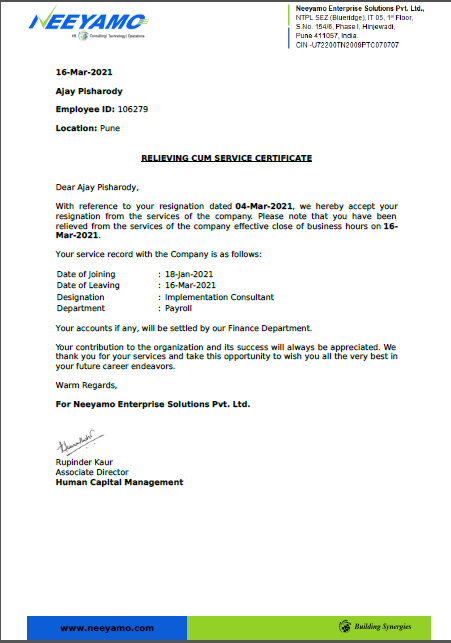 NEEYAMO
HR | Consulting | Technology | Operations
Neeyamo Enterprise Solutions Pvt. Ltd.,
NTPL SEZ (Blueridge), IT 05, 1st Floor,
S.No. 154/6, Phase I, Hinjewadi,
Pune 411057, India.
CIN -U72200TN2009PTC070707
16-Mar-2021
Ajay Pisharody
Employee ID: 106279
Location: Pune
RELIEVING CUM SERVICE CERTIFICATE
Dear Ajay Pisharody,
With reference to your resignation dated 04-Mar-2021, we hereby accept your
resignation from the services of the company. Please note that you have been
relieved from the services of the company effective close of business hours on 16-
Mar-2021.
Your service record with the Company is as follows:
Date of Joining : 18-Jan-2021
Date of Leaving : 16-Mar-2021
Designation : Implementation Consultant
Department : Payroll
Your accounts if any, will be settled by our Finance Department.
Your contribution to the organization and its success will always be appreciated. We
thank you for your services and take this opportunity to wish you all the very best in
your future career endeavors.
Warm Regards,
For Neeyamo Enterprise Solutions Pvt. Ltd.
Rupinder Kaur
Associate Director
Human Capital Management
www.neeyamo.com
Building Synergies